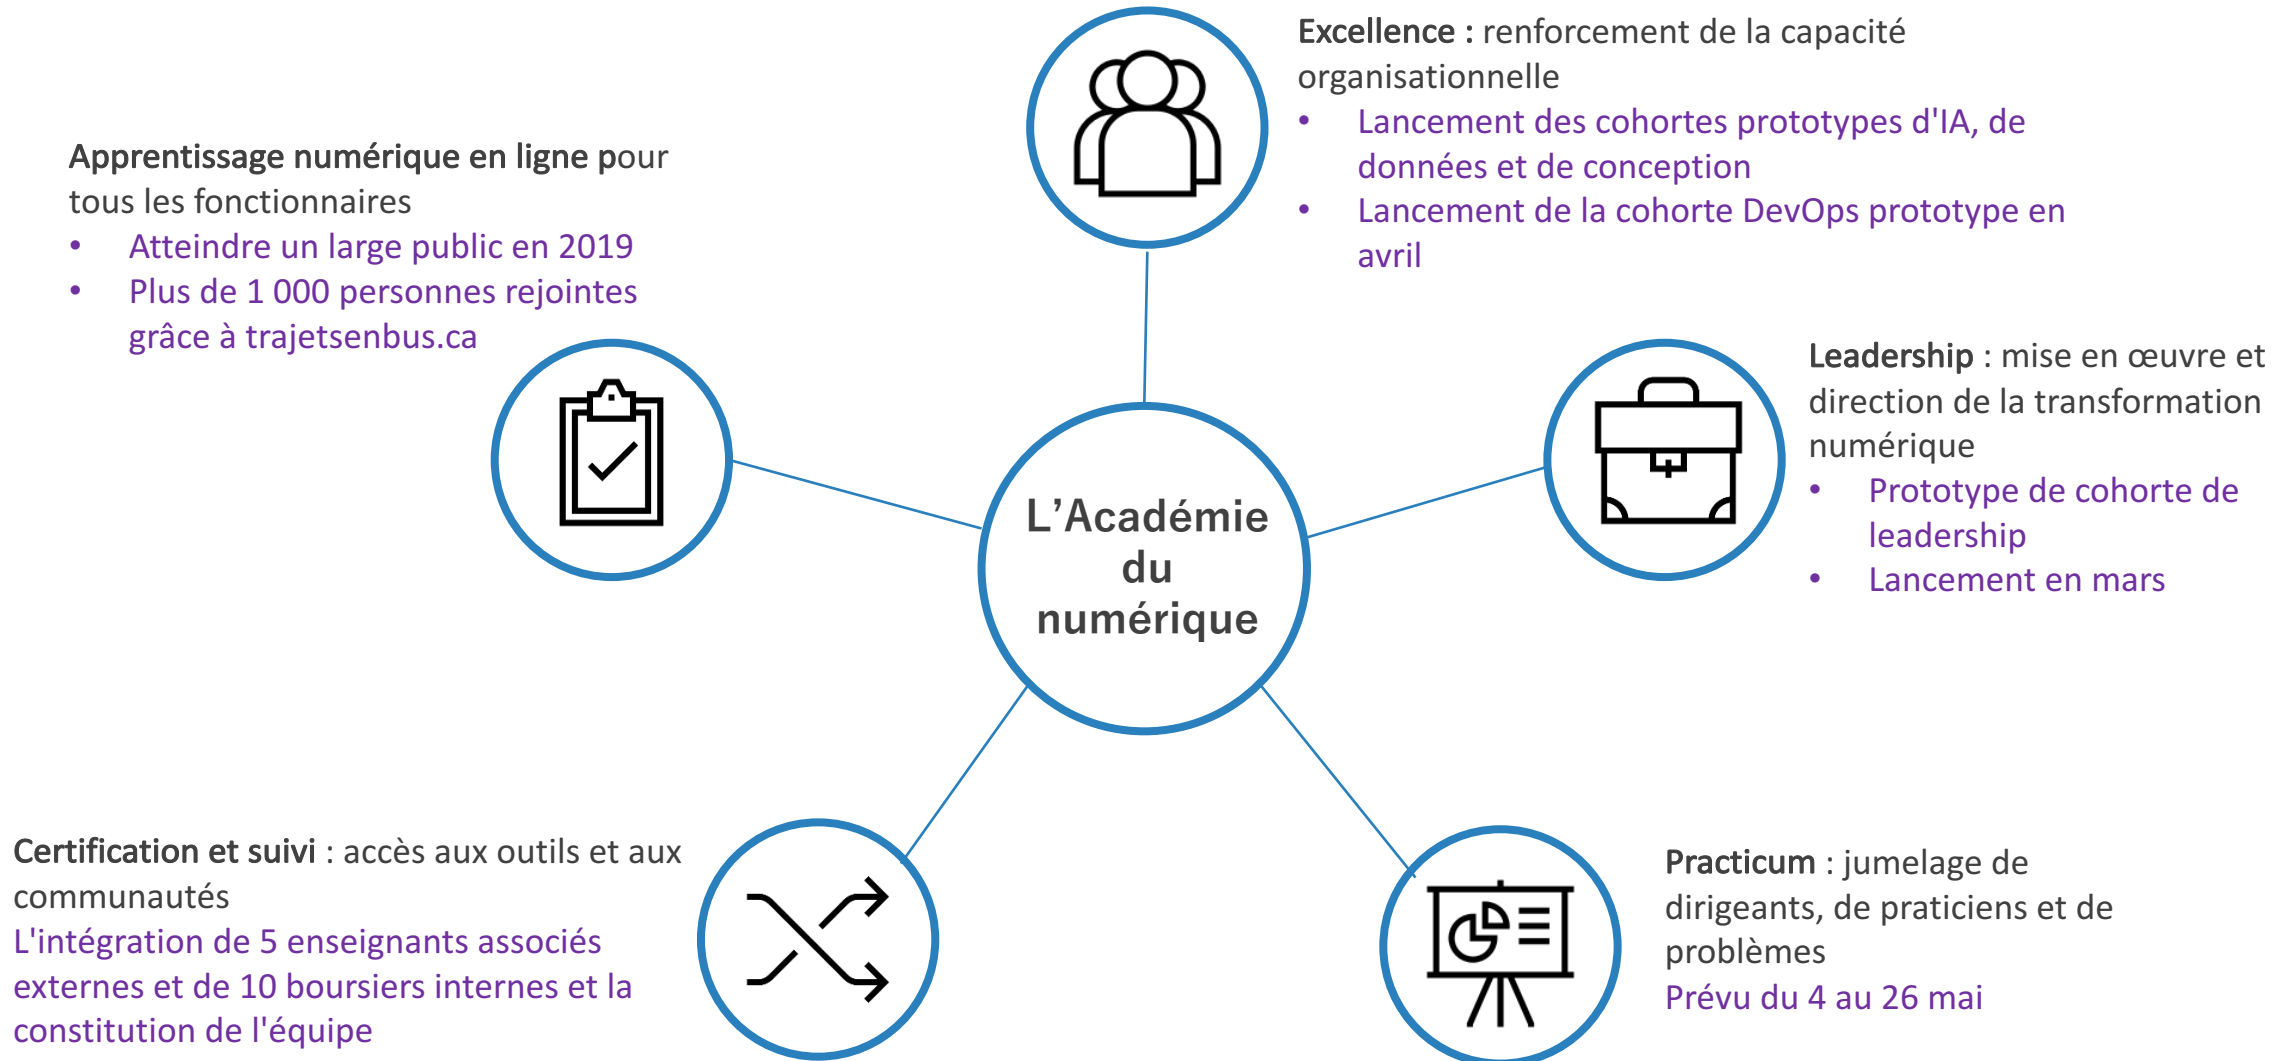 Excellence : renforcement de la capacité
organisationnelle
• Lancement des cohortes prototypes d'IA, de
données et de conception
• Lancement de la cohorte DevOps prototype en
avril
Apprentissage numérique en ligne pour
tous les fonctionnaires
• Atteindre un large public en 2019
• Plus de 1 000 personnes rejointes
grâce à trajetsenbus.ca
Leadership : mise en œuvre et
direction de la transformation
numérique
• Prototype de cohorte de
leadership
• Lancement en mars
L’Académie
du
numérique
Certification et suivi : accès aux outils et aux
communautés
L'intégration de 5 enseignants associés
externes et de 10 boursiers internes et la
constitution de l'équipe
Practicum : jumelage de
dirigeants, de praticiens et de
problèmes
Prévu du 4 au 26 mai